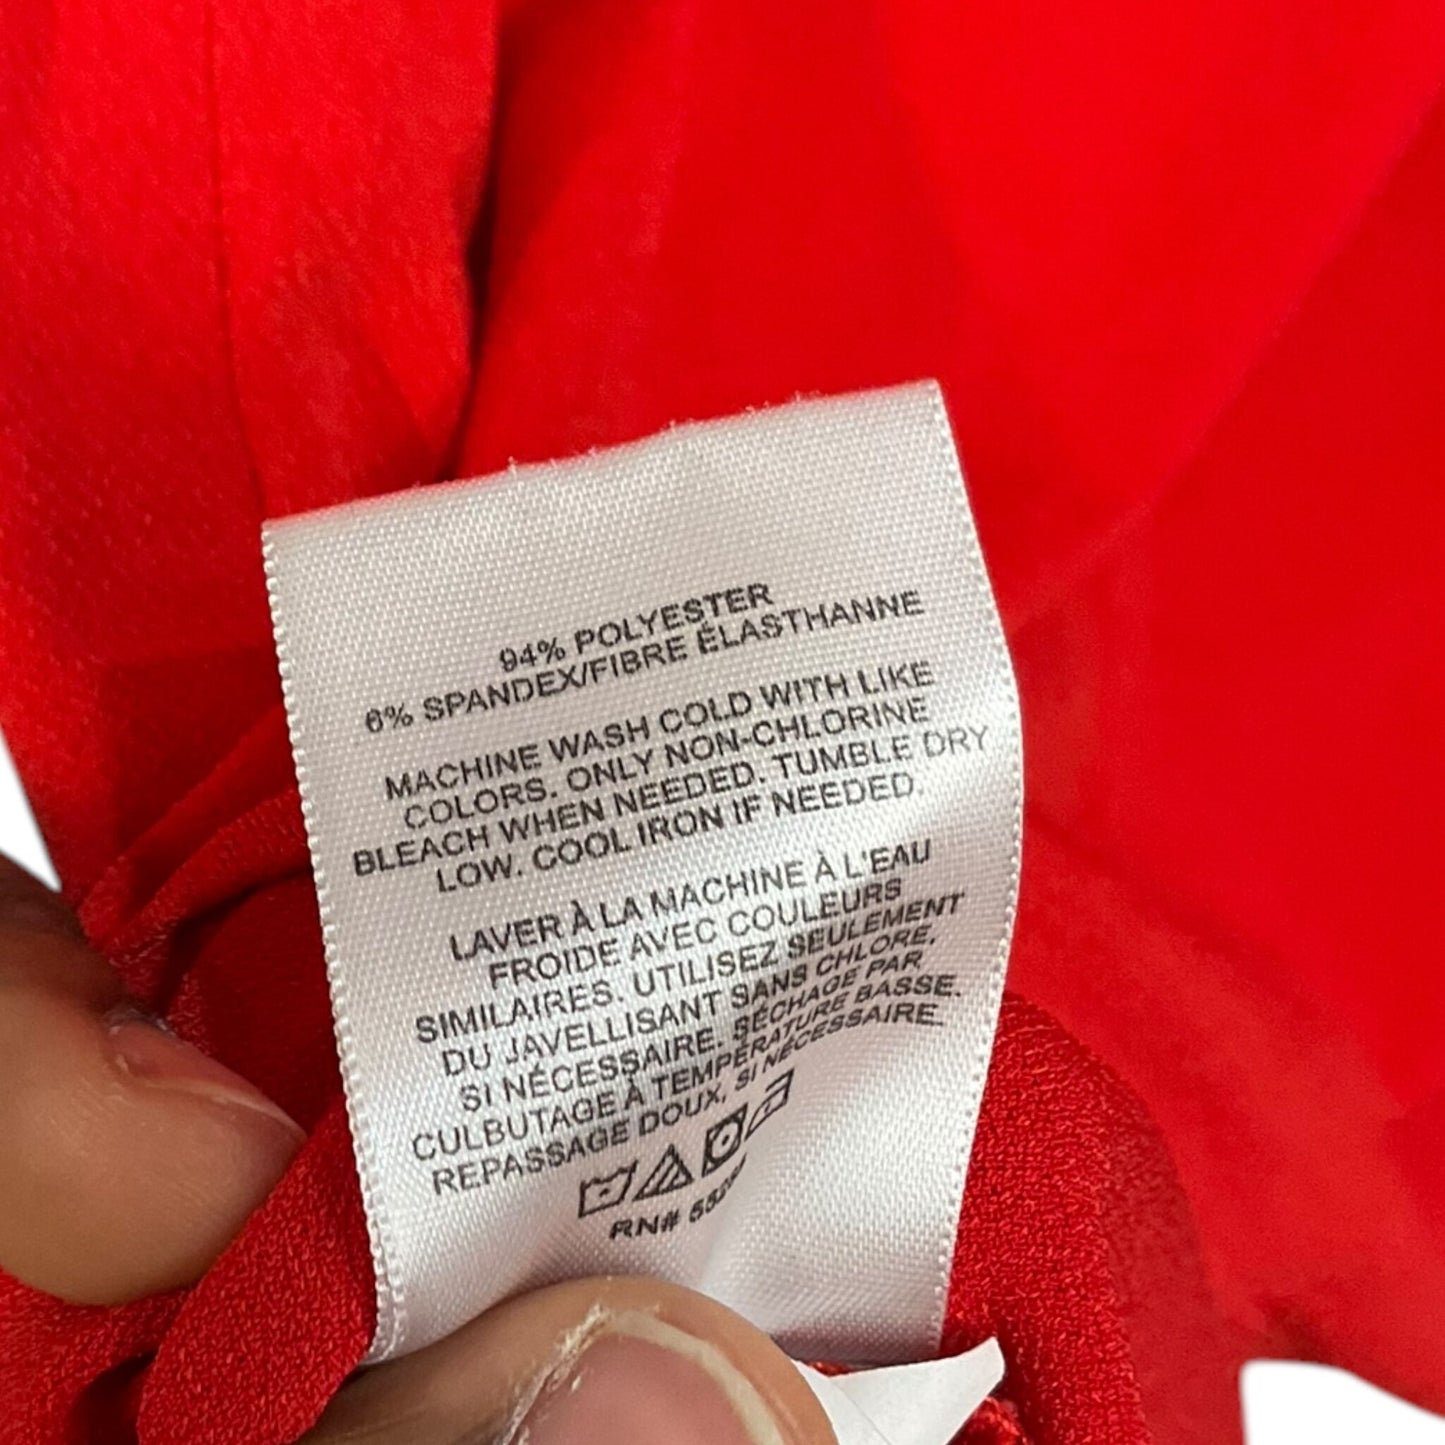 94% POLYESTER
6% SPANDEX/FIBRE ÉLASTHANNE
MACHINE WASH COLD WITH LIKE
COLORS. ONLY NON-CHLORINE
BLEACH WHEN NEEDED. TUMBLE DRY
LOW. COOL IRON IF NEEDED.
LAVER À LA MACHINE À L'EAU
FROIDE AVEC COULEURS
SIMILAIRES. UTILISEZ SEULEMENT
DU JAVELLISANT SANS CHLORE,
SI NÉCESSAIRE. SÉCHAGE PAR
CULBUTAGE À TEMPÉRATURE BASSE.
REPASSAGE DOUX, SI NÉCESSAIRE.
RN#